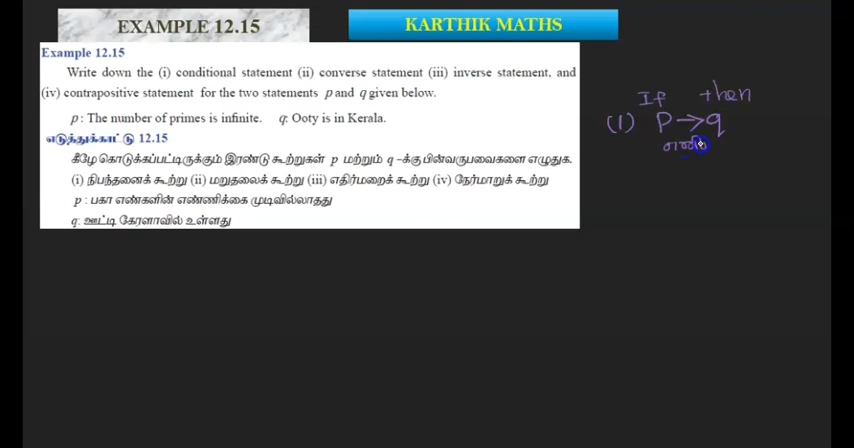 EXAMPLE 12.15
KARTHIK MATHS
Example 12.15
Write down the (i) conditional statement (ii) converse statement (iii) inverse statement, and
(iv) contrapositive statement for the two statements p and q given below.
p : The number of primes is infinite. q: Ooty is in Kerala.
எடுத்துக்காட்டு 12.15
கீழே கொடுக்கப்பட்டிருக்கும் இரண்டு கூற்றுகள் p மற்றும் q -க்கு பின்வருபவைகளை எழுதுக.
(i) நிபந்தனைக் கூற்று (ii) மறுதலைக் கூற்று (iii) எதிர்மறைக் கூற்று (iv) நேர்மாறுக் கூற்று
p : பகா எண்களின் எண்ணிக்கை முடிவில்லாதது
q: ஊட்டி கேரளாவில் உள்ளது
If then
(1) P → q